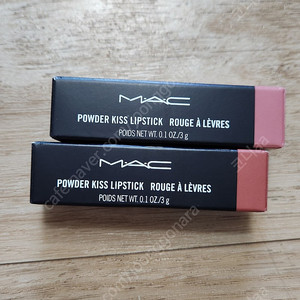 MAC
POWDER KISS LIPSTICK ROUGE À LÈVRES
POIDS NET WT. 0.1 OZ/3 g
MAC
POWDER KISS LIPSTICK ROUGE À LÈVRES
POIDS NET WT. 0.1 OZ/3 g